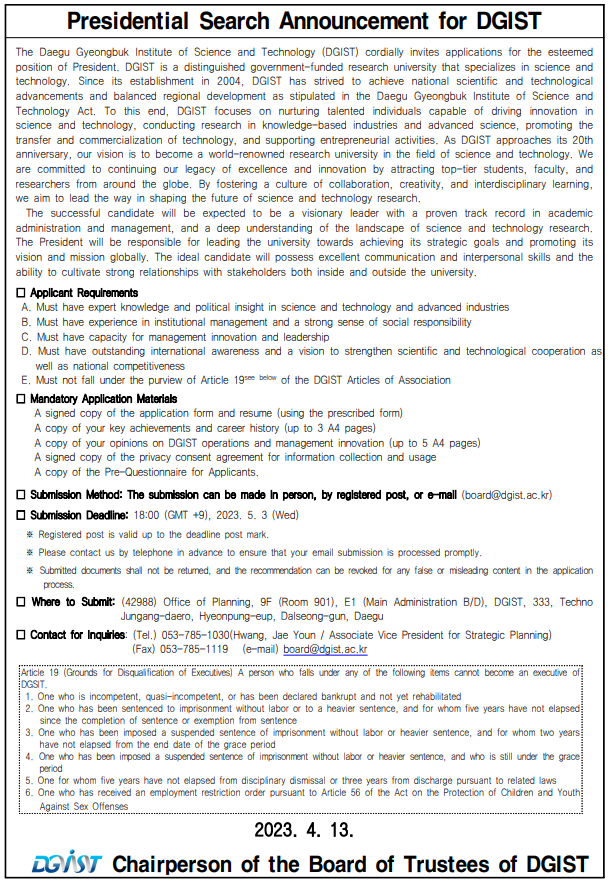 Presidential Search Announcement for DGIST
The Daegu Gyeongbuk Institute of Science and Technology (DGIST) cordially invites applications for the esteemed
position of President. DGIST is a distinguished government-funded research university that specializes in science and
technology. Since its establishment in 2004, DGIST has strived to achieve national scientific and technological
advancements and balanced regional development as stipulated in the Daegu Gyeongbuk Institute of Science and
Technology Act. To this end, DGIST focuses on nurturing talented individuals capable of driving innovation in
science and technology, conducting research in knowledge-based industries and advanced science, promoting the
transfer and commercialization of technology, and supporting entrepreneurial activities. As DGIST approaches its 20th
anniversary, our vision is to become a world-renowned research university in the field of science and technology. We
are committed to continuing our legacy of excellence and innovation by attracting top-tier students, faculty, and
researchers from around the globe. By fostering a culture of collaboration, creativity, and interdisciplinary learning,
we aim to lead the way in shaping the future of science and technology research.
The successful candidate will be expected to be a visionary leader with a proven track record in academic
administration and management, and a deep understanding of the landscape of science and technology research.
The President will be responsible for leading the university towards achieving its strategic goals and promoting its
vision and mission globally. The ideal candidate will possess excellent communication and interpersonal skills and the
ability to cultivate strong relationships with stakeholders both inside and outside the university.
□ Applicant Requirements
A. Must have expert knowledge and political insight in science and technology and advanced industries
B. Must have experience in institutional management and a strong sense of social responsibility
C. Must have capacity for management innovation and leadership
D. Must have outstanding international awareness and a vision to strengthen scientific and technological cooperation as
well as national competitiveness
E. Must not fall under the purview of Article 19see below of the DGIST Articles of Association
□ Mandatory Application Materials
A signed copy of the application form and resume (using the prescribed form)
A copy of your key achievements and career history (up to 3 A4 pages)
A copy of your opinions on DGIST operations and management innovation (up to 5 A4 pages)
A signed copy of the privacy consent agreement for information collection and usage
A copy of the Pre-Questionnaire for Applicants.
□ Submission Method: The submission can be made in person, by registered post, or e-mail (board@dgist.ac.kr)
□ Submission Deadline: 18:00 (GMT +9), 2023. 5. 3 (Wed)
※ Registered post is valid up to the deadline post mark.
※ Please contact us by telephone in advance to ensure that your email submission is processed promptly.
※ Submitted documents shall not be returned, and the recommendation can be revoked for any false or misleading content in the application
process.
□ Where to Submit: (42988) Office of Planning, 9F (Room 901), E1 (Main Administration B/D), DGIST, 333, Techno
Jungang-daero, Hyeonpung-eup, Dalseong-gun, Daegu
□ Contact for Inquiries: (Tel.) 053-785-1030(Hwang, Jae Youn / Associate Vice President for Strategic Planning)
(Fax) 053-785-1119 (e-mail) board@dgist.ac.kr
Article 19 (Grounds for Disqualification of Executives) A person who falls under any of the following items cannot become an executive of
DGSIT.
1. One who is incompetent, quasi-incompetent, or has been declared bankrupt and not yet rehabilitated
2. One who has been sentenced to imprisonment without labor or to a heavier sentence, and for whom five years have not elapsed
since the completion of sentence or exemption from sentence
3. One who has been imposed a suspended sentence of imprisonment without labor or heavier sentence, and for whom two years
have not elapsed from the end date of the grace period
4. One who has been imposed a suspended sentence of imprisonment without labor or heavier sentence, and who is still under the grace
period
5. One for whom five years have not elapsed from disciplinary dismissal or three years from discharge pursuant to related laws
6. One who has received an employment restriction order pursuant to Article 56 of the Act on the Protection of Children and Youth
Against Sex Offenses
2023. 4. 13.
DGIST Chairperson of the Board of Trustees of DGIST